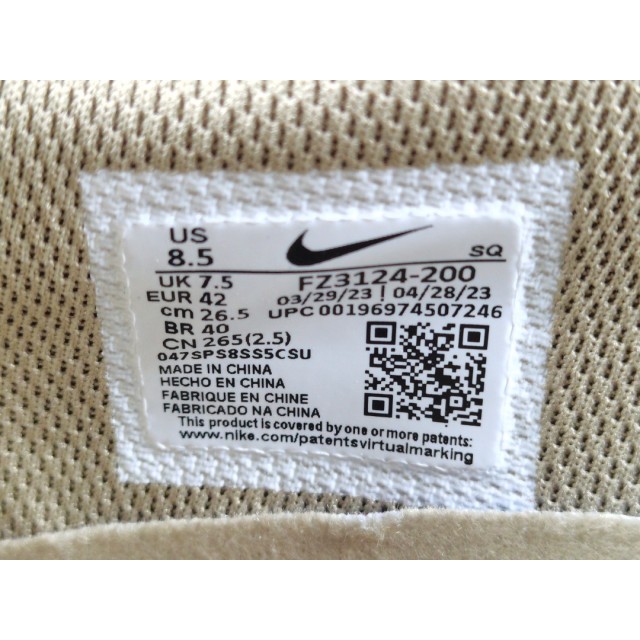 US
8.5
SQ
UK 7.5
FZ3124-200
EUR 42
03/29/23 | 04/28/23
cm 26.5
UPC 00196974507246
BR 40
CN 265(2.5)
047SPS8SS5CSU
MADE IN CHINA
HECHO EN CHINA
FABRIQUE EN CHINE
FABRICADO NA CHINA
This product is covered by one or more patents:
www.nike.com/patentsvirtualmarking